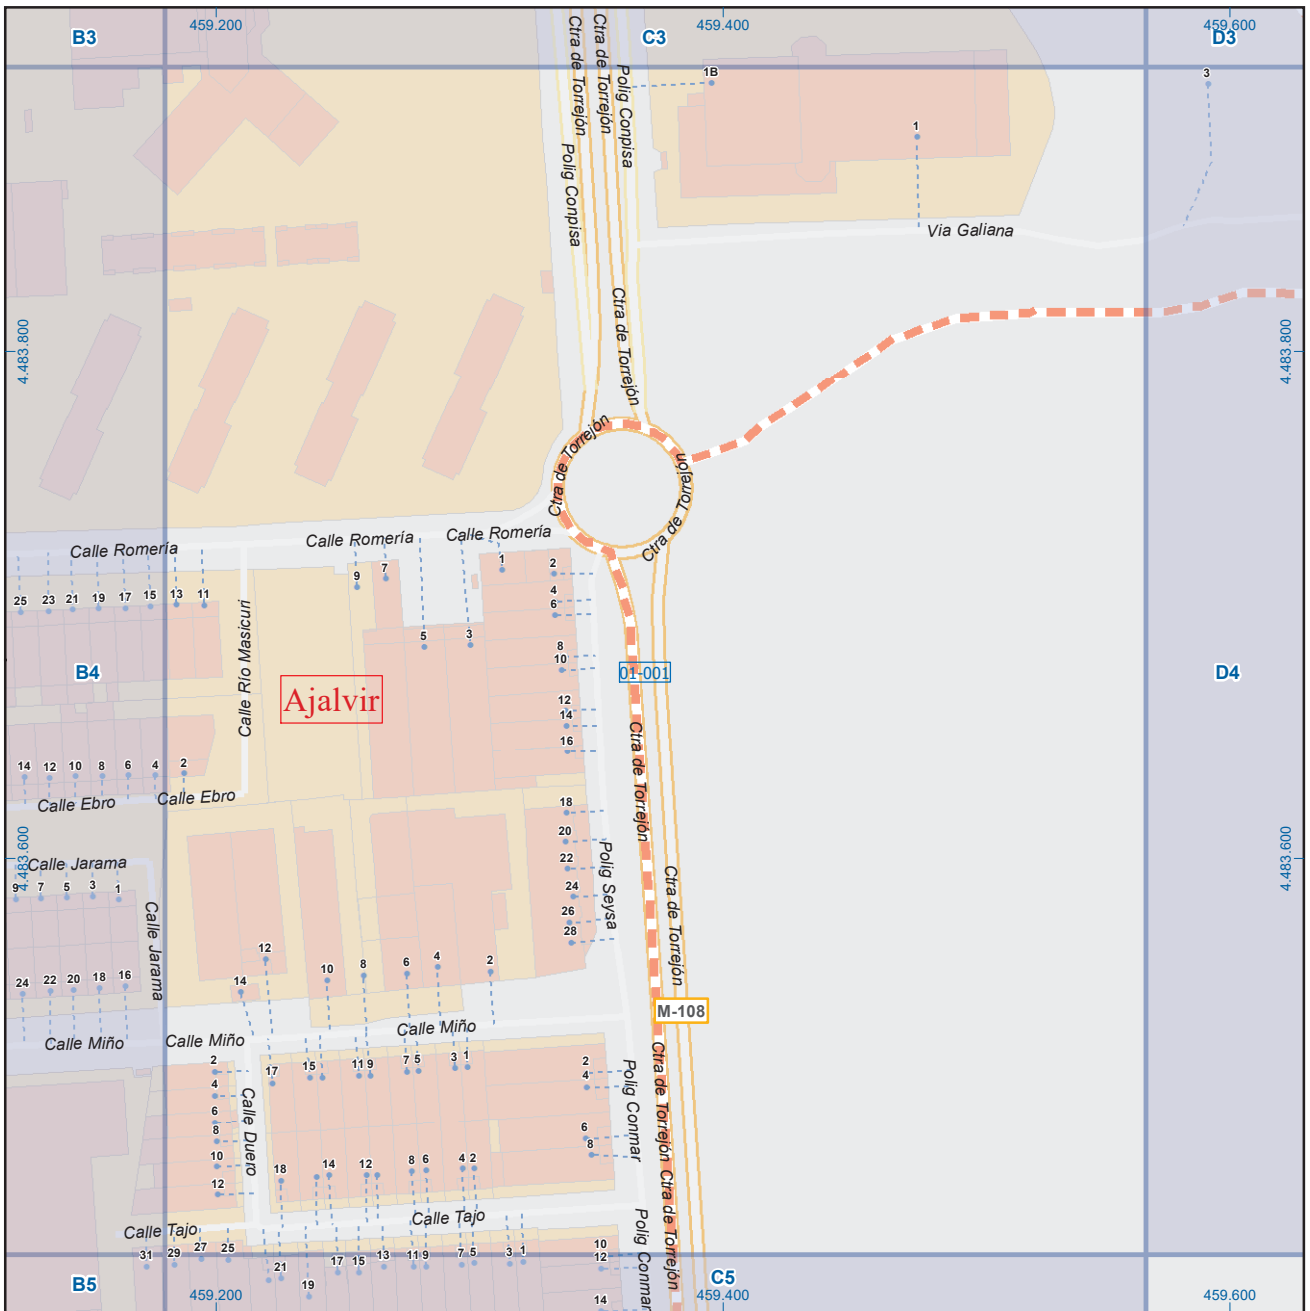 459.200
459.400
459.600
B3
C3
D3
Ctra de Torrejón
Ctra de Torrejón
Polig Conpisa
Polig Conpisa
1B
1
3
Via Galiana
4.483.800
4.483.800
Ctra de Torrejón
Ctra de Torrejón
Ctra de Torrejón
Calle Romería
Calle Romería
Calle Romería
25
23
21
19
17
15
13
11
9
7
5
3
1
2
4
6
8
10
12
14
16
Calle Río Masicuri
B4
Ajalvir
01-001
D4
14
12
10
8
6
4
2
Calle Ebro
Calle Ebro
Ctra de Torrejón
18
20
22
24
26
28
Polig Seysa
Ctra de Torrejón
4.483.600
4.483.600
Calle Jarama
9
7
5
3
1
Calle Jarama
24
22
20
18
16
14
12
10
8
6
4
2
M-108
Calle Miño
Calle Miño
Calle Miño
2
4
6
8
10
12
Calle Duero
17
15
11
9
7
5
3
1
2
4
6
8
Polig Conmar
Ctra de Torrejón
18
14
12
8
6
4
2
Calle Tajo
Calle Tajo
Ctra de Torrejón
Polig Conmar
31
29
27
25
21
19
17
15
13
11
9
7
5
3
1
10
12
14
B5
C5
459.200
459.400
459.600